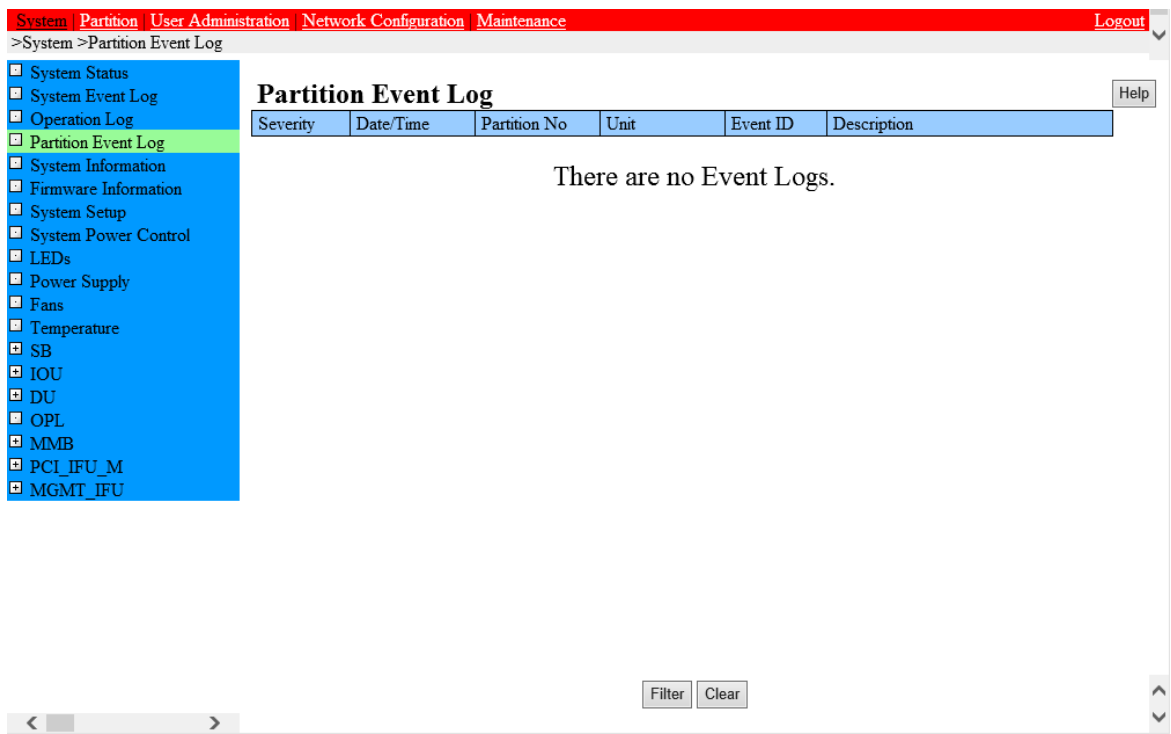 System | Partition | User Administration | Network Configuration | Maintenance Logout
>System >Partition Event Log
System Status
System Event Log
Operation Log
Partition Event Log
System Information
Firmware Information
System Setup
System Power Control
LEDs
Power Supply
Fans
Temperature
SB
IOU
DU
OPL
MMB
PCI_IFU_M
MGMT_IFU
Partition Event Log
Help
Severity Date/Time Partition No Unit Event ID Description
There are no Event Logs.
Filter Clear